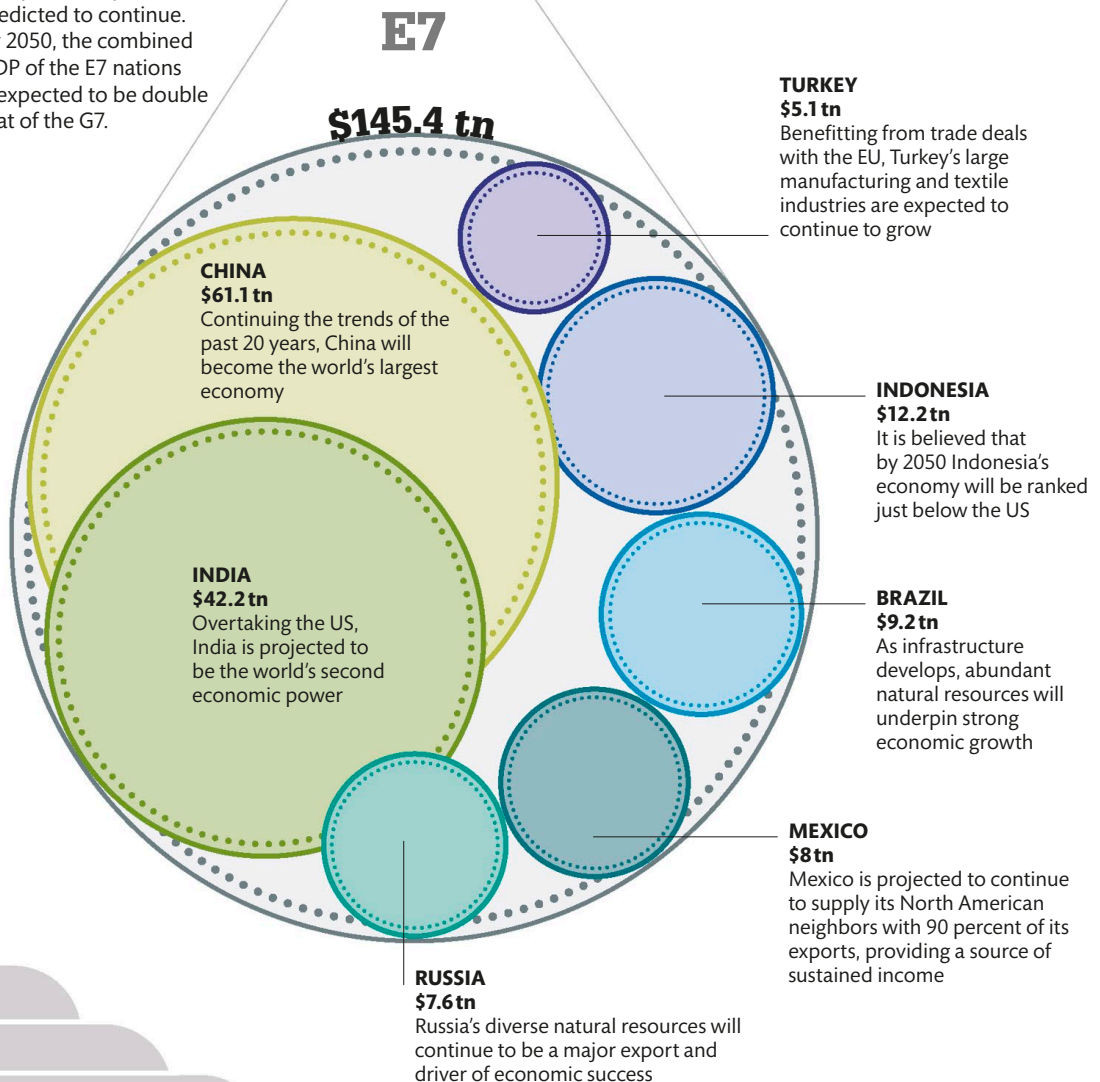 edicted to continue.
2050, the combined
DP of the E7 nations
expected to be double
at of the G7.
E7
$145.4 tn
TURKEY
$5.1 tn
Benefitting from trade deals
with the EU, Turkey's large
manufacturing and textile
industries are expected to
continue to grow
CHINA
$61.1 tn
Continuing the trends of the
past 20 years, China will
become the world's largest
economy
INDONESIA
$12.2 tn
It is believed that
by 2050 Indonesia's
economy will be ranked
just below the US
INDIA
$42.2 tn
Overtaking the US,
India is projected to
be the world's second
economic power
BRAZIL
$9.2 tn
As infrastructure
develops, abundant
natural resources will
underpin strong
economic growth
MEXICO
$8 tn
Mexico is projected to continue
to supply its North American
neighbors with 90 percent of its
exports, providing a source of
sustained income
RUSSIA
$7.6 tn
Russia's diverse natural resources will
continue to be a major export and
driver of economic success